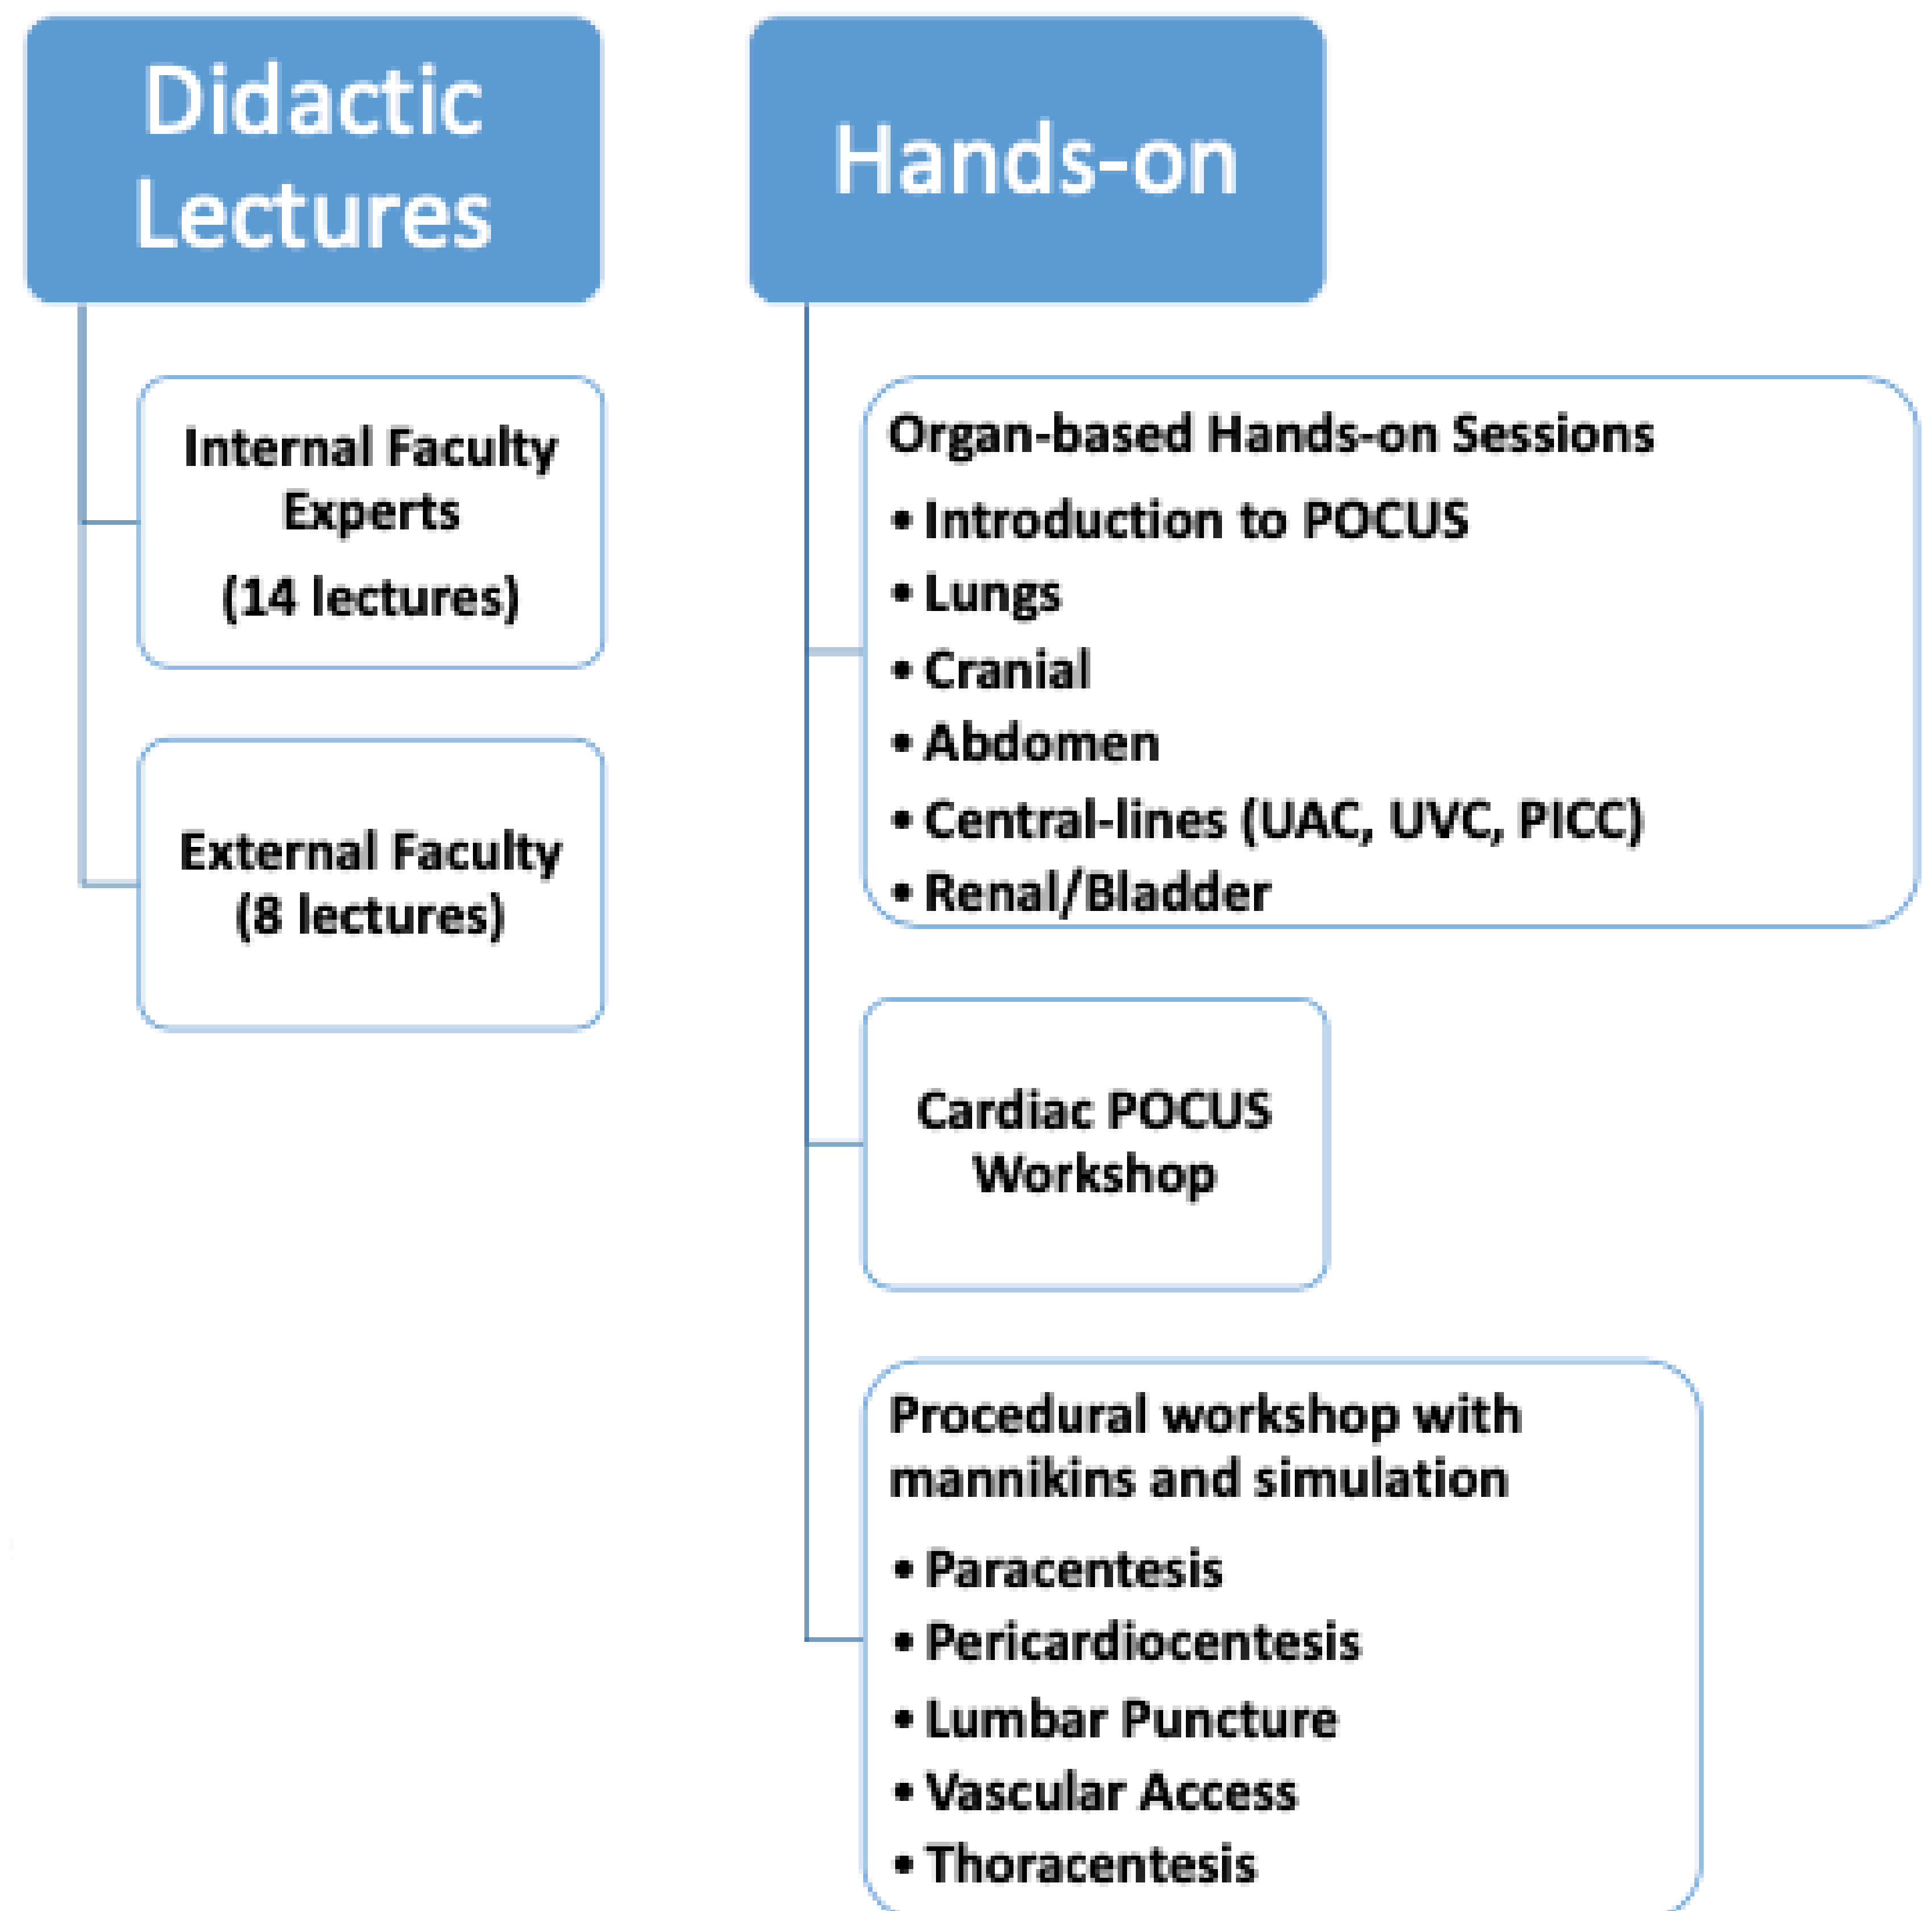 Didactic
Lectures
Internal Faculty
Experts
(14 lectures)
External Faculty
(8 lectures)
Hands-on
Organ-based Hands-on Sessions
• Introduction to POCUS
• Lungs
• Cranial
• Abdomen
• Central-lines (UAC, UVC, PICC)
• Renal/Bladder
Cardiac POCUS
Workshop
Procedural workshop with
mannikins and simulation
• Paracentesis
• Pericardiocentesis
• Lumbar Puncture
• Vascular Access
• Thoracentesis